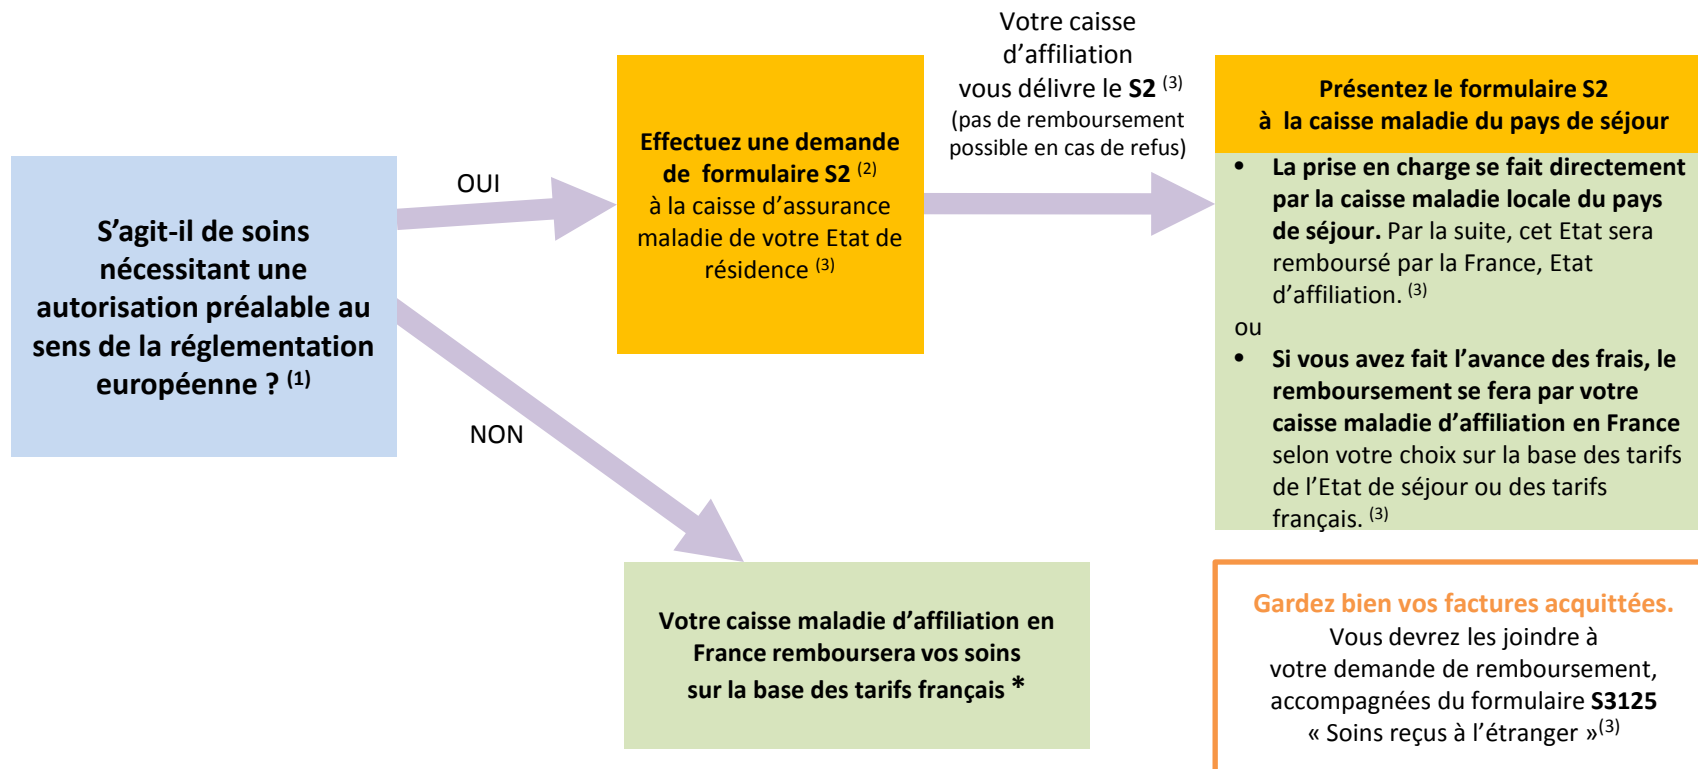 S'agit-il de soins
nécessitant une
autorisation préalable au
sens de la réglementation
européenne ? (1)
OUI
NON
Effectuez une demande
de formulaire S2 (2)
à la caisse d'assurance
maladie de votre Etat de
résidence (3)
Votre caisse
d'affiliation
vous délivre le S2 (3)
(pas de remboursement
possible en cas de refus)
Présentez le formulaire S2
à la caisse maladie du pays de séjour
• La prise en charge se fait directement
par la caisse maladie locale du pays
de séjour. Par la suite, cet Etat sera
remboursé par la France, Etat
d'affiliation. (3)
ou
• Si vous avez fait l'avance des frais, le
remboursement se fera par votre
caisse maladie d'affiliation en France
selon votre choix sur la base des tarifs
de l'Etat de séjour ou des tarifs
français. (3)
Votre caisse maladie d'affiliation en
France remboursera vos soins
sur la base des tarifs français *
Gardez bien vos factures acquittées.
Vous devrez les joindre à
votre demande de remboursement,
accompagnées du formulaire S3125
« Soins reçus à l'étranger »(3)